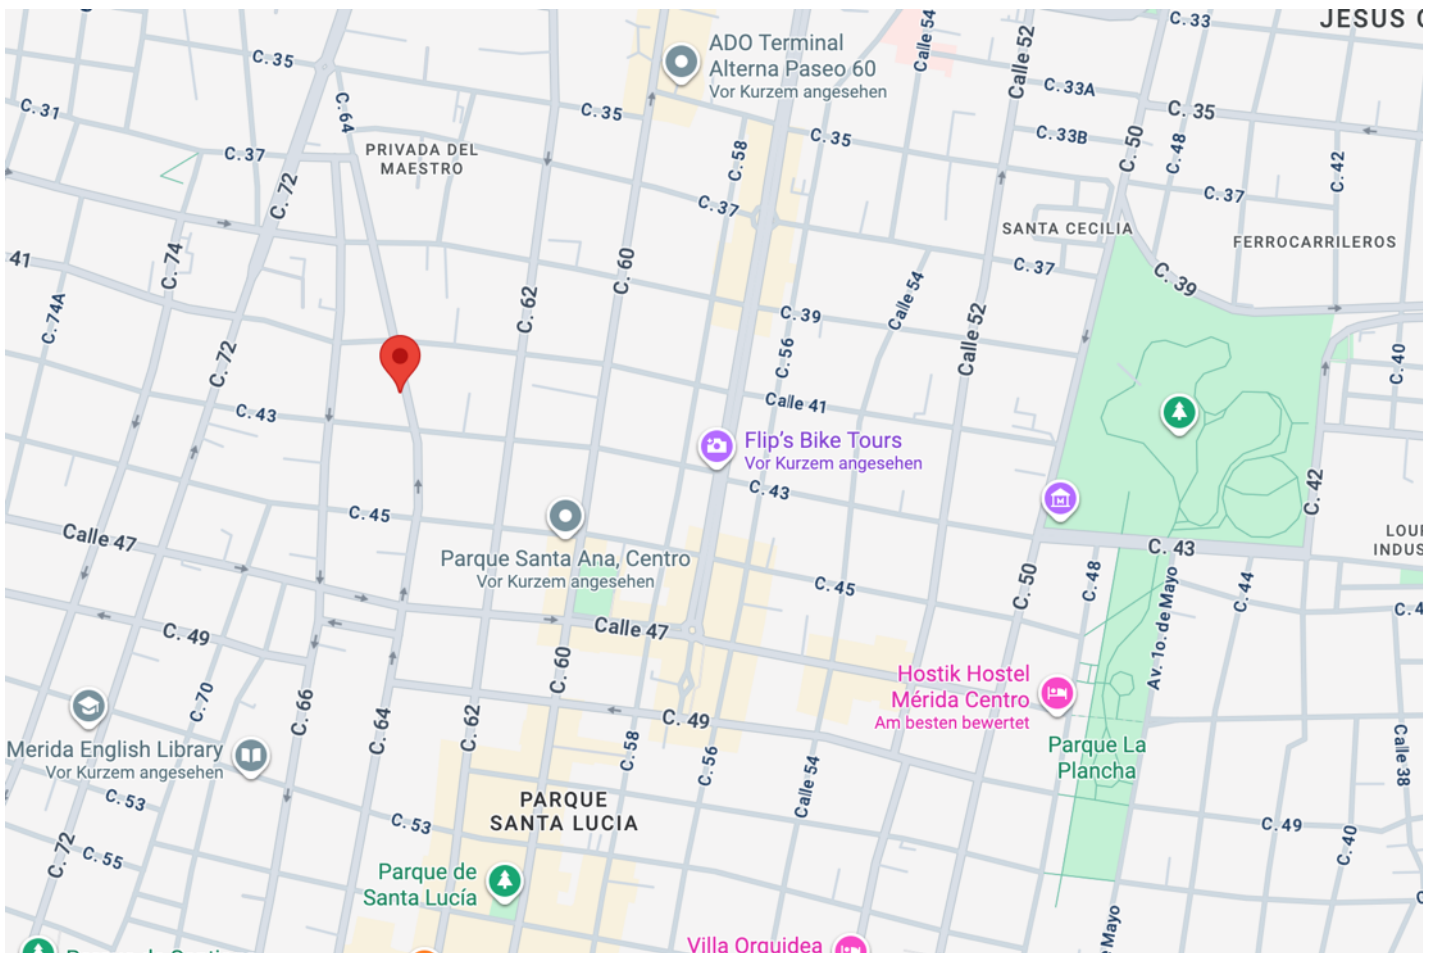 C. 33
JESUS C
Calle 54
ADO Terminal
Alterna Paseo 60
Vor Kurzem angesehen
Calle 52
C. 35
C. 33A
C. 31
C. 64
C. 35
C. 35
C. 35
C. 33B
C. 50
C. 48
C. 42
C. 37
PRIVADA DEL
MAESTRO
C. 58
C. 72
C. 37
C. 37
SANTA CECILIA
FERROCARRILEROS
41
C. 74
C. 60
C. 37
C. 39
C. 74A
C. 62
C. 39
Calle 54
Calle 52
C. 72
C. 56
C. 40
C. 43
Calle 41
Flip's Bike Tours
Vor Kurzem angesehen
C. 43
C. 42
C. 45
Calle 47
Parque Santa Ana, Centro
Vor Kurzem angesehen
C. 43
LOUR
INDUS
C. 45
C. 50
C. 48
C. 44
C. 4
C. 49
Calle 47
Av. 1o. de Mayo
C. 60
Hostik Hostel
Mérida Centro
Am besten bewertet
C. 70
C. 66
C. 64
C. 62
C. 49
C. 58
C. 56
Calle 54
Parque La
Plancha
Calle 38
Merida English Library
Vor Kurzem angesehen
C. 53
PARQUE
SANTA LUCIA
C. 53
C. 49
C. 40
C. 72
C. 55
Parque de
Santa Lucía
Mayo
Villa Orquidea